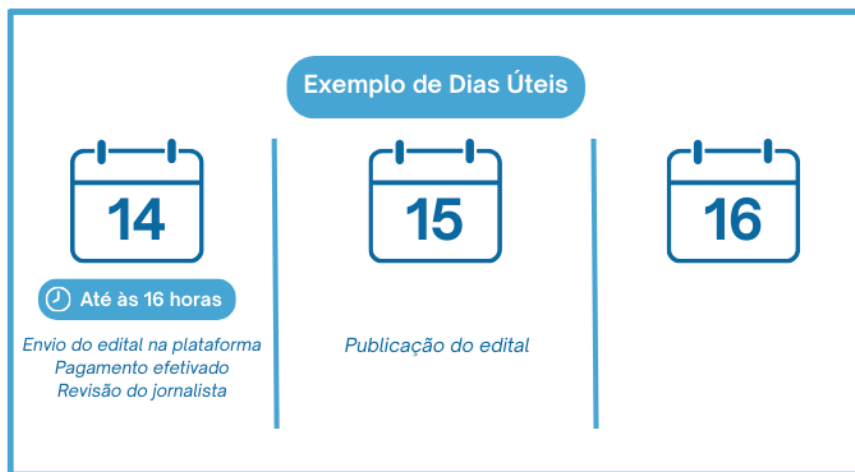 Exemplo de Dias Úteis
14
Até às 16 horas
Envio do edital na plataforma
Pagamento efetivado
Revisão do jornalista
15
Publicação do edital
16